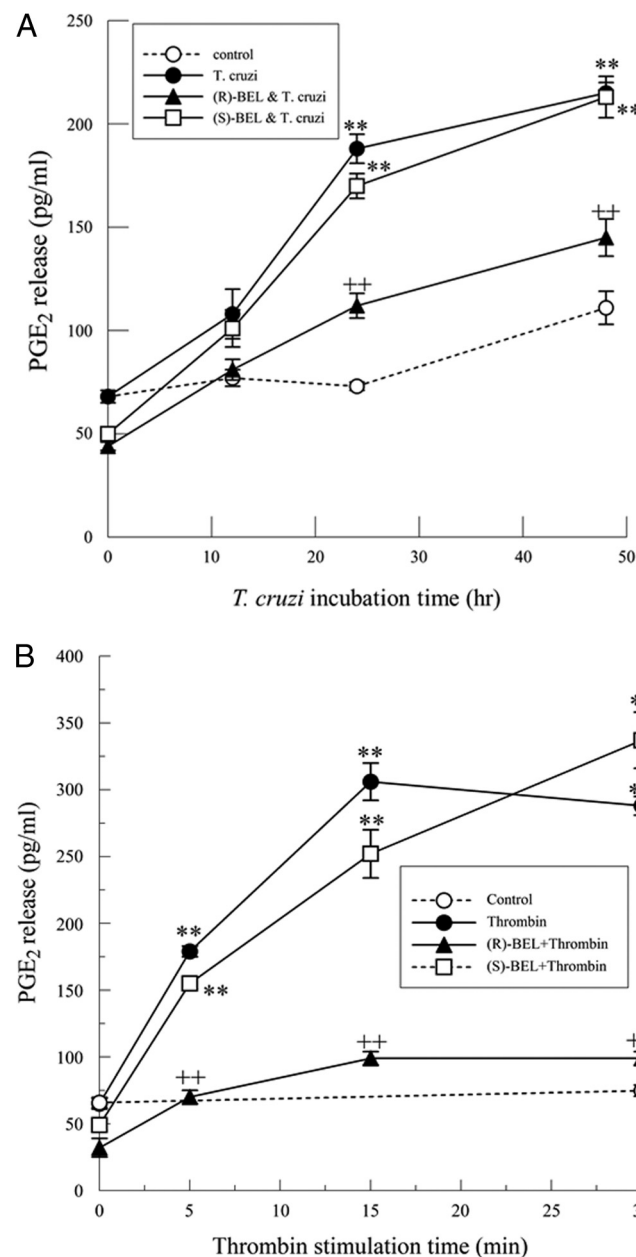 A
250
200
150
100
50
0
PGE2 release (pg/ml)
control
T. cruzi
(R)-BEL & T. cruzi
(S)-BEL & T. cruzi
**
**
**
**
++
++
0 10 20 30 40 50
T. cruzi incubation time (hr)
B
400
350
300
250
200
150
100
50
0
PGE2 release (pg/ml)
**
**
**
**
*
*
++
++
+
Control
Thrombin
(R)-BEL+Thrombin
(S)-BEL+Thrombin
0 5 10 15 20 25 3
Thrombin stimulation time (min)